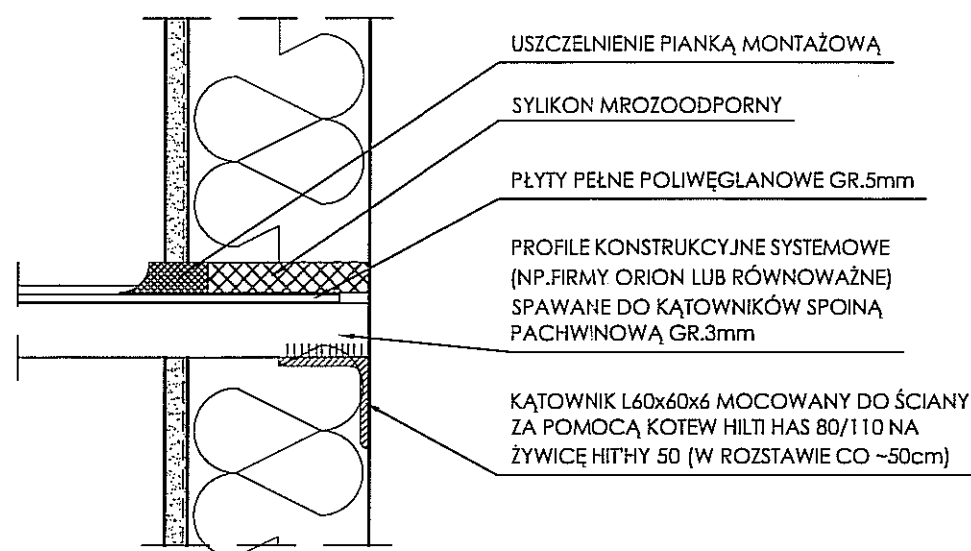 USZCZELNIENIE PIANKĄ MONTAŻOWĄ
SYLIKON MROZOODPORNY
PŁYTY PEŁNE POLIWĘGLANOWE GR.5mm
PROFILE KONSTRUKCYJNE SYSTEMOWE
(NP.FIRMY ORION LUB RÓWNOWAŻNE)
SPAWANE DO KĄTOWNIKÓW SPOINĄ
PACHWINOWĄ GR.3mm
KĄTOWNIK L60x60x6 MOCOWANY DO ŚCIANY
ZA POMOCĄ KOTEW HILTI HAS 80/110 NA
ŻYWICĘ HIT'HY 50 (W ROZSTAWIE CO ~50cm)